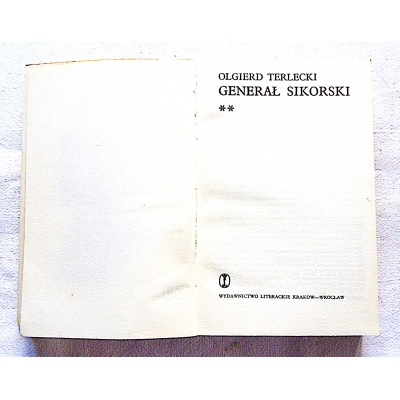 OLGIERD TERLECKI
GENERAŁ SIKORSKI
**
WYDAWNICTWO LITERACKIE KRAKÓW—WROCŁAW